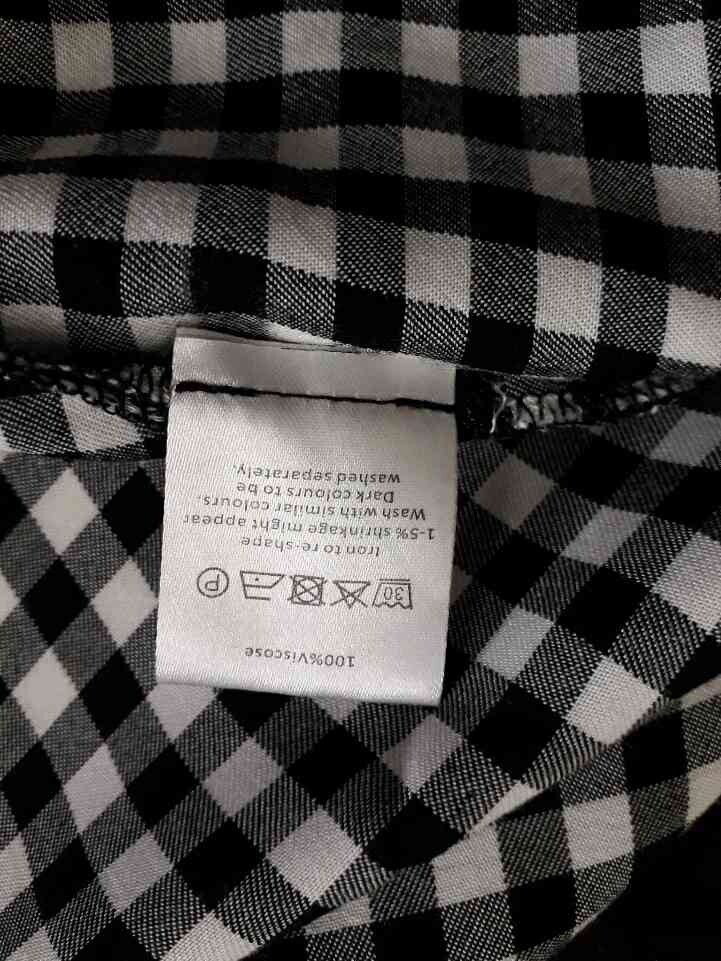 100%Viscose
30 P
Iron to re-shape
1-5% shrinkage might appear
Wash with similar colours.
Dark colours to be
washed separately.